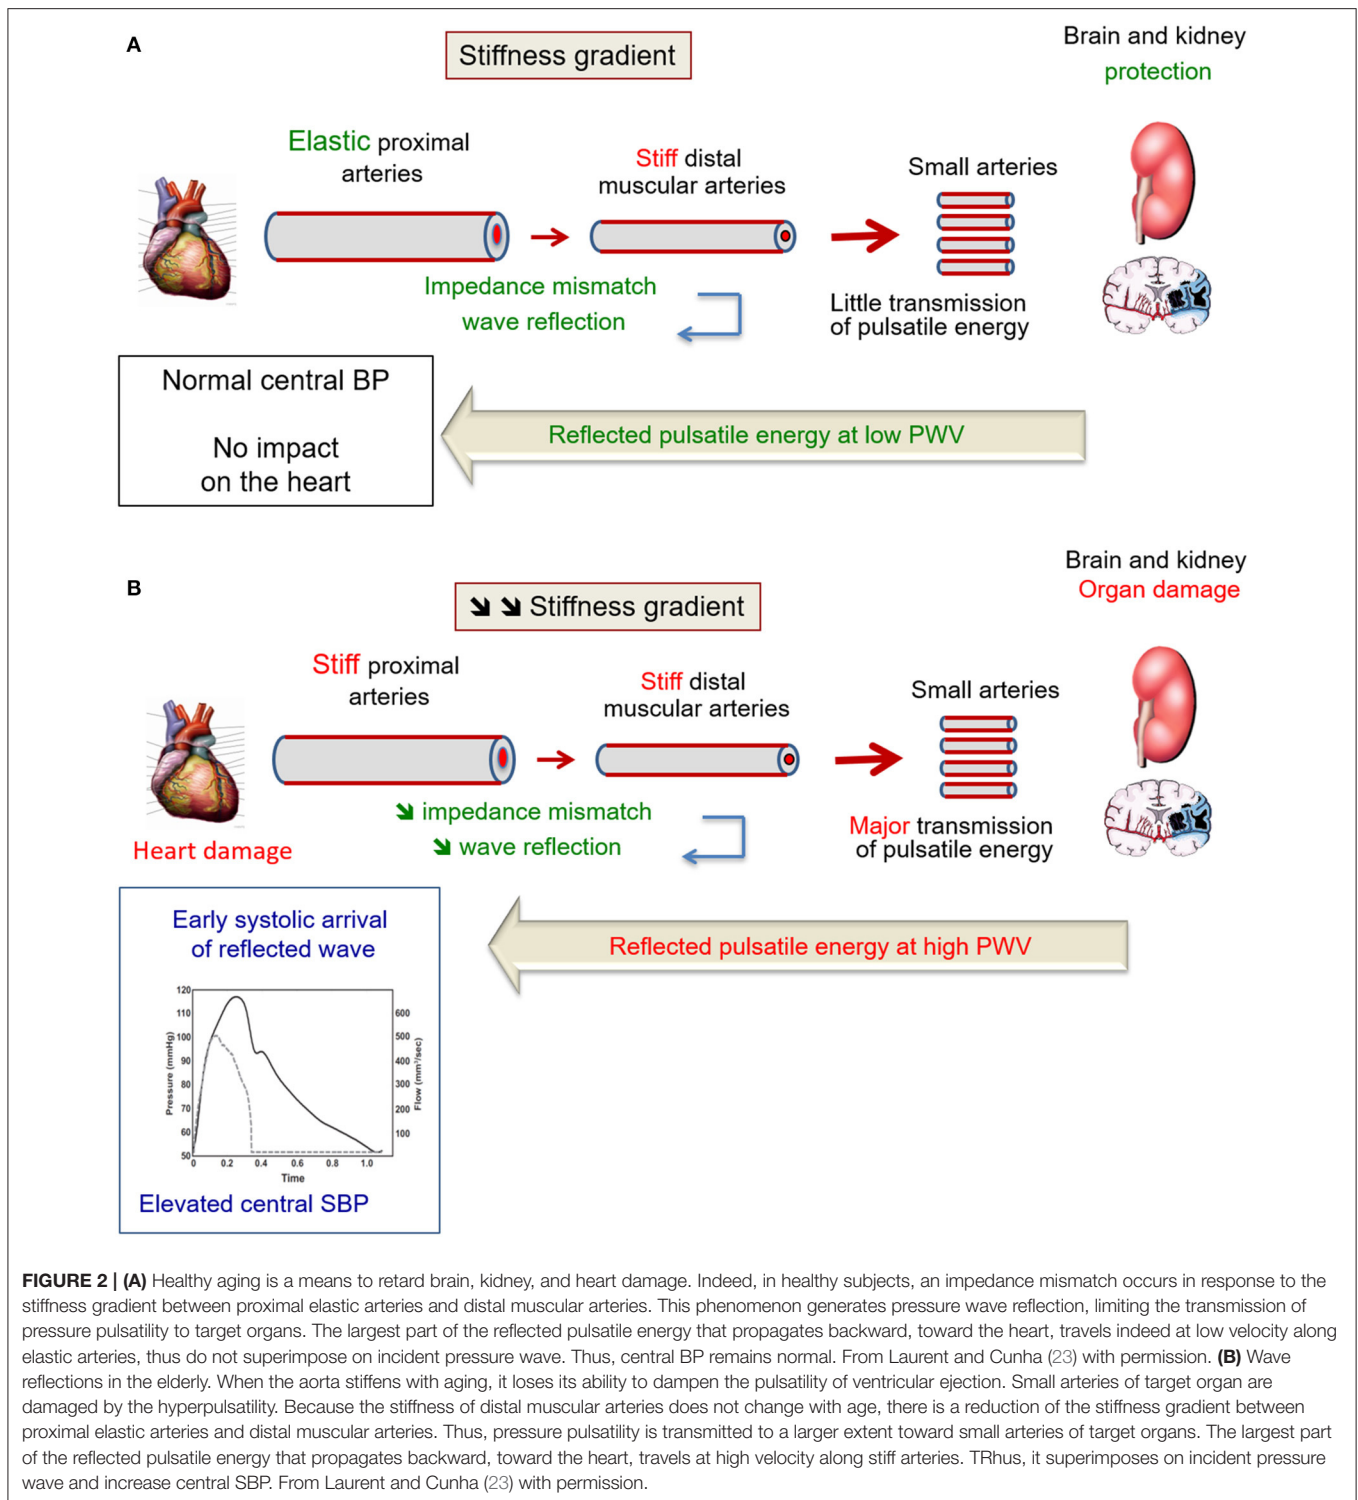 A
Stiffness gradient
Brain and kidney
protection
Elastic proximal
arteries
Stiff distal
muscular arteries
Small arteries
Impedance mismatch
wave reflection
Little transmission
of pulsatile energy
Normal central BP
No impact
on the heart
Reflected pulsatile energy at low PWV
B
➘ ➘ Stiffness gradient
Brain and kidney
Organ damage
Stiff proximal
arteries
Stiff distal
muscular arteries
Small arteries
➘ impedance mismatch
➘ wave reflection
Heart damage
Major transmission
of pulsatile energy
Early systolic arrival
of reflected wave
Reflected pulsatile energy at high PWV
Pressure (mmHg)
120
110
100
90
80
70
60
50
600
500
400
300
200
100
Flow (mm³/sec)
0 0.2 0.4 0.6 0.8 1.0
Time
Elevated central SBP
FIGURE 2 | (A) Healthy aging is a means to retard brain, kidney, and heart damage. Indeed, in healthy subjects, an impedance mismatch occurs in response to the
stiffness gradient between proximal elastic arteries and distal muscular arteries. This phenomenon generates pressure wave reflection, limiting the transmission of
pressure pulsatility to target organs. The largest part of the reflected pulsatile energy that propagates backward, toward the heart, travels indeed at low velocity along
elastic arteries, thus do not superimpose on incident pressure wave. Thus, central BP remains normal. From Laurent and Cunha (23) with permission. (B) Wave
reflections in the elderly. When the aorta stiffens with aging, it loses its ability to dampen the pulsatility of ventricular ejection. Small arteries of target organ are
damaged by the hyperpulsatility. Because the stiffness of distal muscular arteries does not change with age, there is a reduction of the stiffness gradient between
proximal elastic arteries and distal muscular arteries. Thus, pressure pulsatility is transmitted to a larger extent toward small arteries of target organs. The largest part
of the reflected pulsatile energy that propagates backward, toward the heart, travels at high velocity along stiff arteries. TRhus, it superimposes on incident pressure
wave and increase central SBP. From Laurent and Cunha (23) with permission.